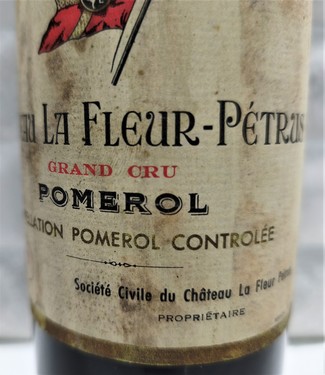 LA FLEUR-PÉTRUS
GRAND CRU
POMEROL
POMEROL CONTROLÉE
Société Civile du Château La Fleur
PROPRIÉTAIRE